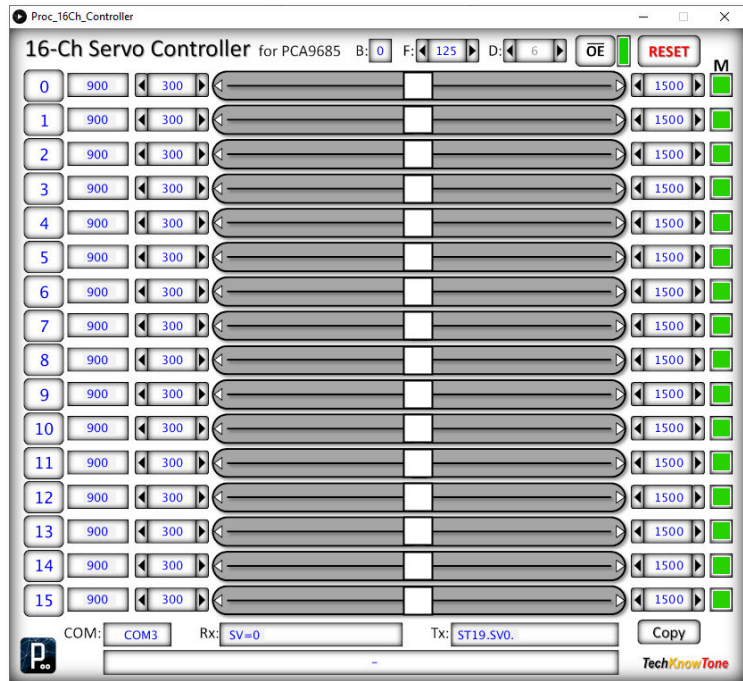 Proc_16Ch_Controller
16-Ch Servo Controller for PCA9685 B: 0 F: 125 D: 6 OE RESET
M
0 900 300 1500
1 900 300 1500
2 900 300 1500
3 900 300 1500
4 900 300 1500
5 900 300 1500
6 900 300 1500
7 900 300 1500
8 900 300 1500
9 900 300 1500
10 900 300 1500
11 900 300 1500
12 900 300 1500
13 900 300 1500
14 900 300 1500
15 900 300 1500
COM: COM3 Rx: SV=0 Tx: ST19.SV0. Copy
P -
TechKnowTone